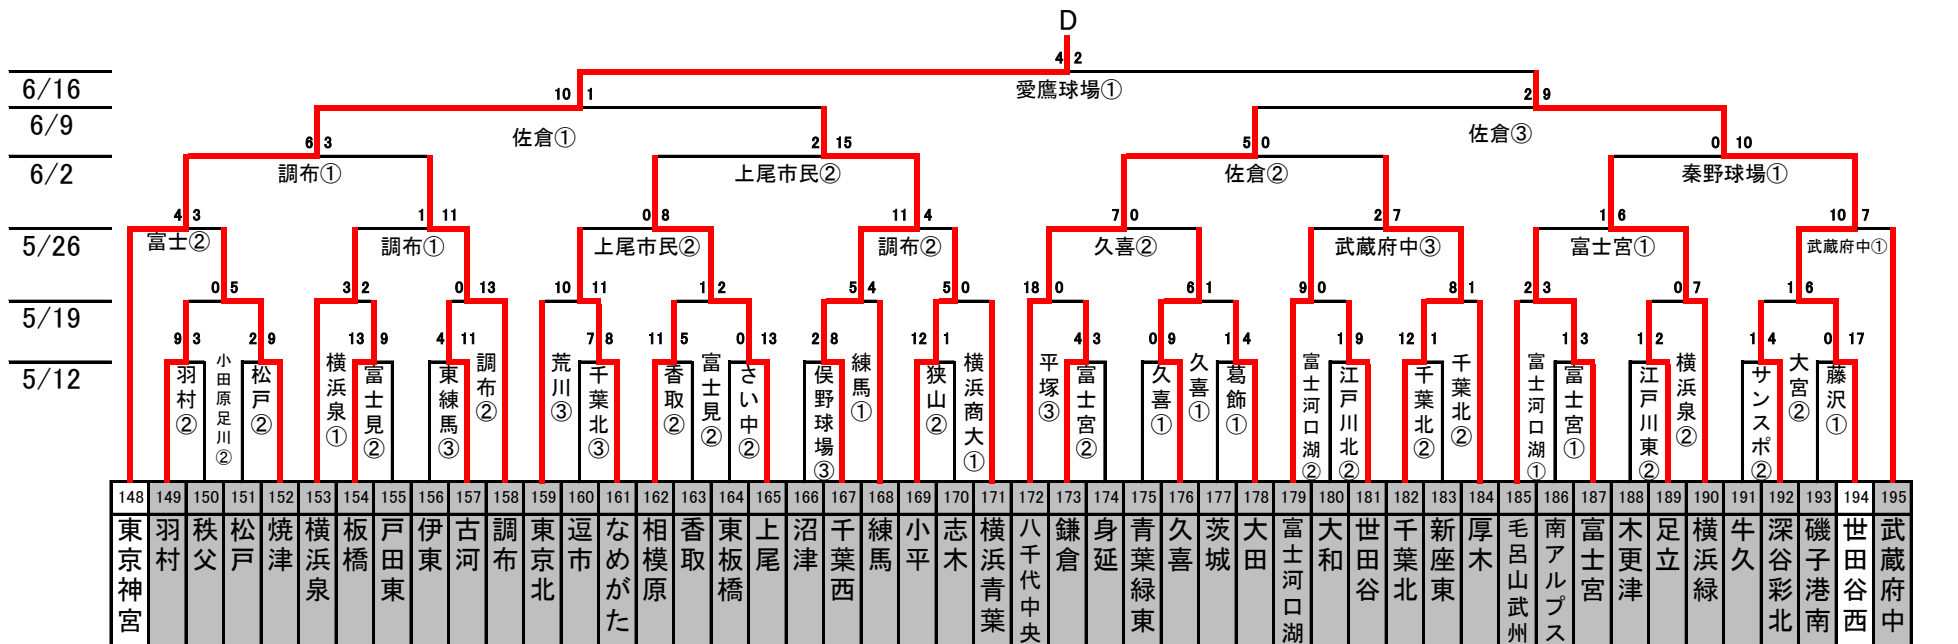 D
4 2
6/16
愛鷹球場①
10 1
2 9
6/9
佐倉①
佐倉③
6 3
2 15
5 0
0 10
6/2
調布①
上尾市民②
佐倉②
秦野球場①
4 3
1 11
0 8
11 4
7 0
2 7
1 6
10 7
5/26
富士②
調布①
上尾市民②
調布②
久喜②
武蔵府中③
富士宮①
武蔵府中①
0 5
3 2
0 13
10 11
1 2
5 4
5 0
18 0
6 1
9 0
8 1
2 3
0 7
1 6
5/19
9 3
2 9
13 9
4 11
7 8
11 5
0 13
2 8
12 1
4 3
0 9
1 4
1 9
12 1
1 3
1 2
1 4
0 17
5/12
羽村②
小田原足川②
松戸②
横浜泉①
富士見②
東練馬③
調布②
荒川③
千葉北③
香取②
富士見②
さい中②
俣野球場③
練馬①
狭山②
横浜商大①
平塚③
富士宮②
久喜①
久喜①
葛飾①
富士河口湖②
江戸川北②
千葉北②
千葉北②
富士河口湖①
富士宮①
江戸川東②
横浜泉②
サンスポ②
大宮②
藤沢①
148 149 150 151 152 153 154 155 156 157 158 159 160 161 162 163 164 165 166 167 168 169 170 171 172 173 174 175 176 177 178 179 180 181 182 183 184 185 186 187 188 189 190 191 192 193 194 195
東京神宮
羽村
秩父
松戸
焼津
横浜泉
板橋
戸田東
伊東
古河
調布
東京北
逗市
なめがた
相模原
香取
東板橋
上尾
沼津
千葉西
練馬
小平
志木
横浜青葉
八千代中央
鎌倉
身延
青葉緑東
久喜
茨城
大田
富士河口湖
大和
世田谷
千葉北
新座東
厚木
毛呂山武州
南アルプス
富士宮
木更津
足立
横浜緑
牛久
深谷彩北
磯子港南
世田谷西
武蔵府中